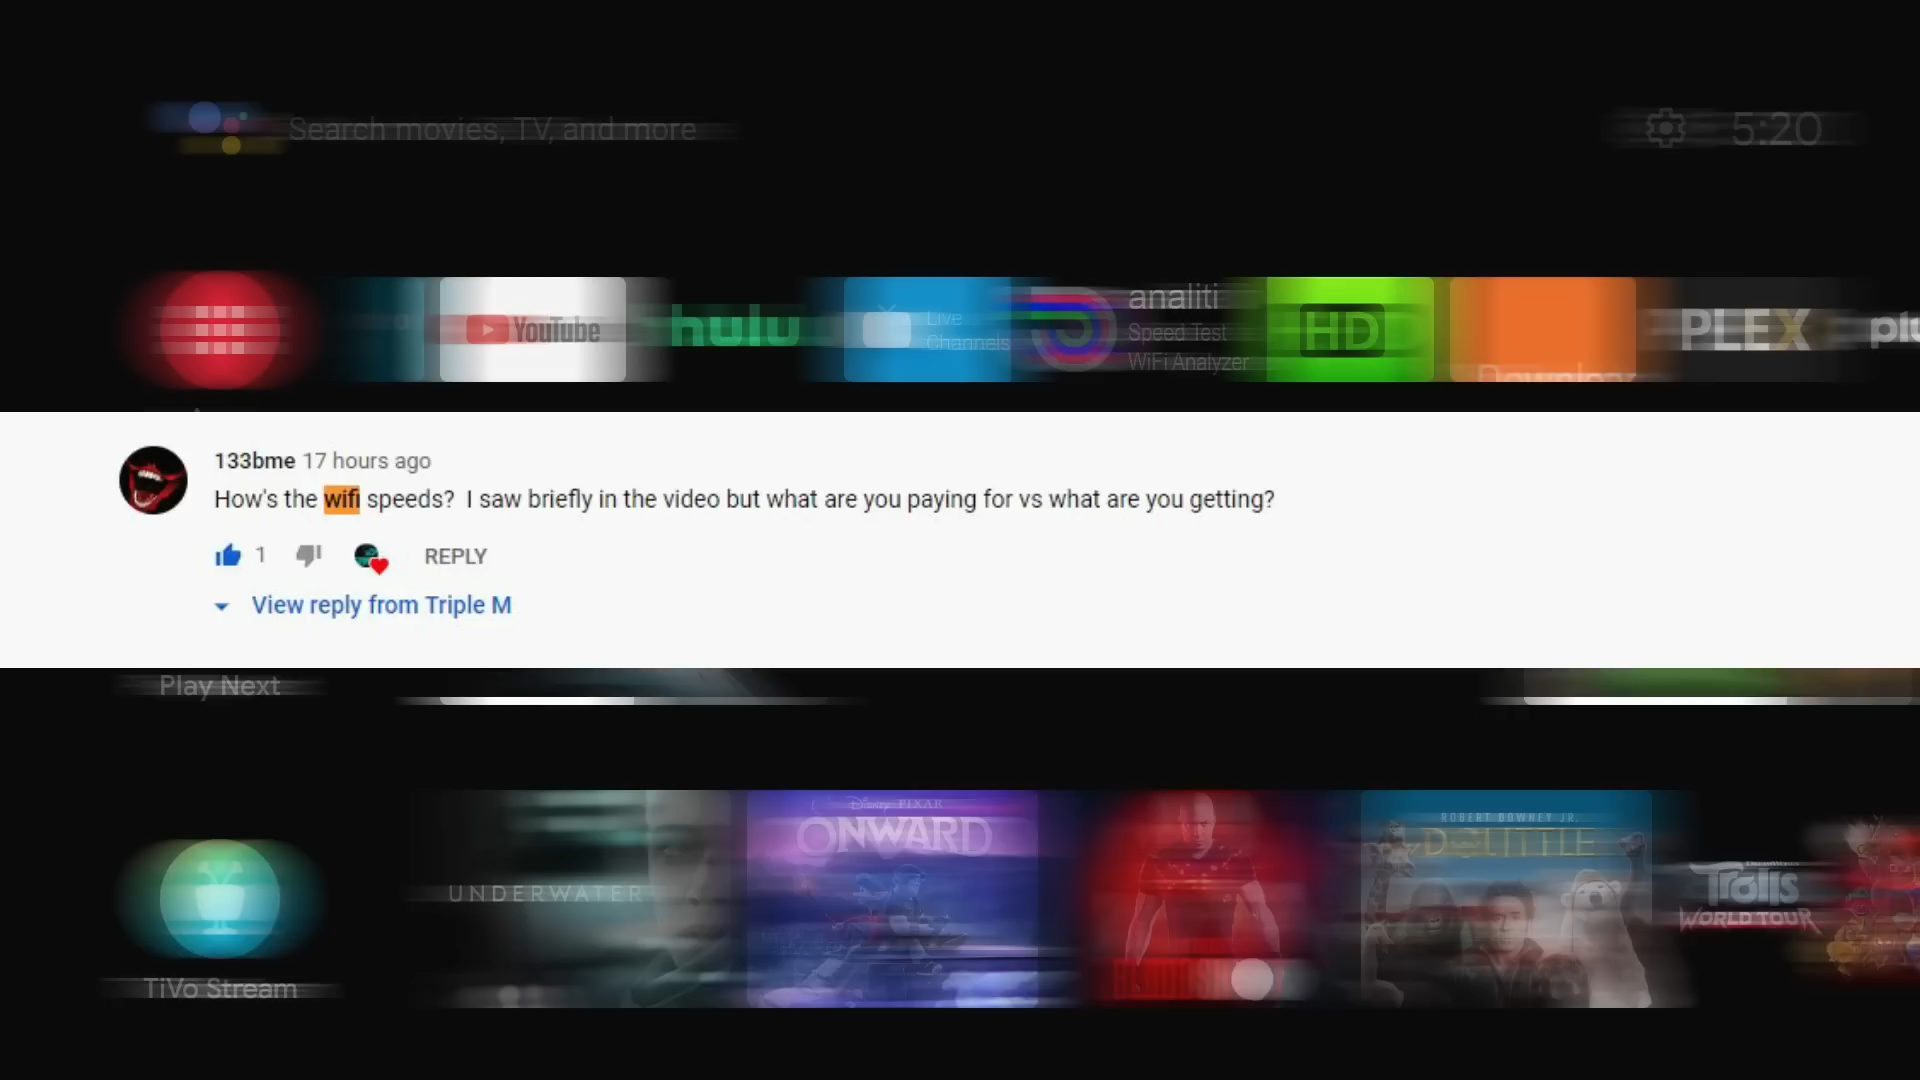 Search movies, TV, and more
5:20
YouTube
hulu
Live
Channels
analiti
Speed Test
WiFi Analyzer
HD
PLEX
133bme 17 hours ago
How's the wifi speeds?  I saw briefly in the video but what are you paying for vs what are you getting?
1
REPLY
View reply from Triple M
Play Next
Disney PIXAR
ONWARD
UNDERWATER
ROBERT DOWNEY JR.
DOLITTLE
Trolls
WORLD TOUR
TiVo Stream